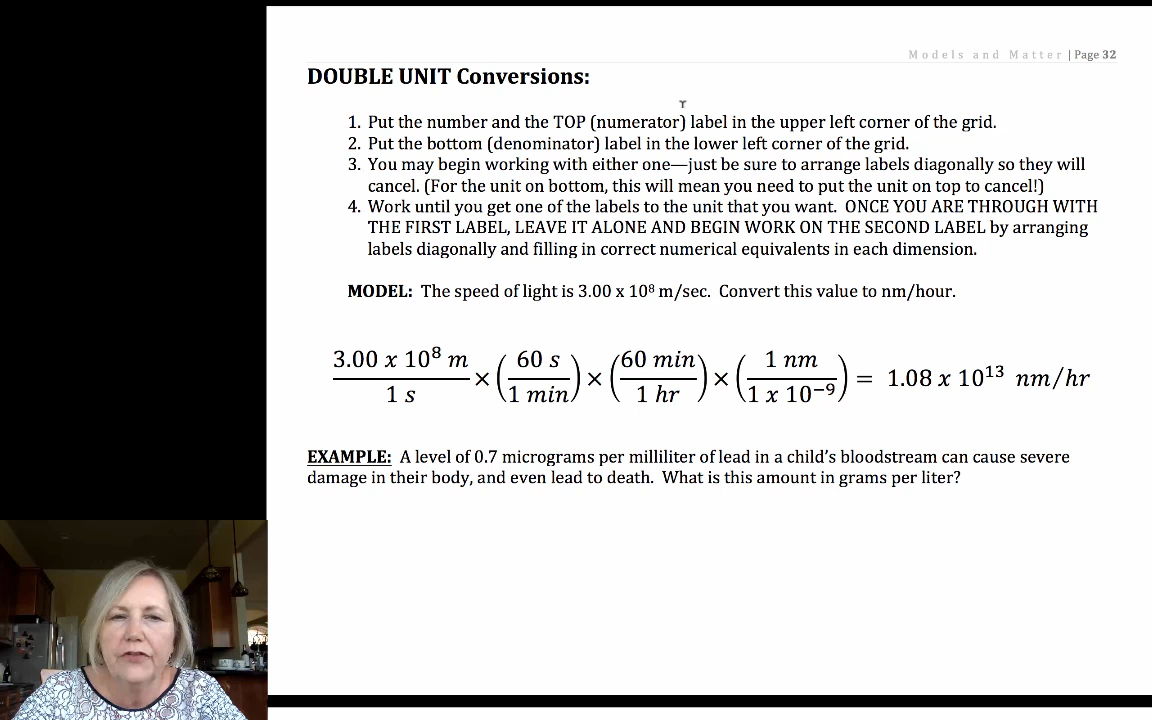 Models and Matter | Page 32
DOUBLE UNIT Conversions:
1. Put the number and the TOP (numerator) label in the upper left corner of the grid.
2. Put the bottom (denominator) label in the lower left corner of the grid.
3. You may begin working with either one—just be sure to arrange labels diagonally so they will
cancel. (For the unit on bottom, this will mean you need to put the unit on top to cancel!)
4. Work until you get one of the labels to the unit that you want. ONCE YOU ARE THROUGH WITH
THE FIRST LABEL, LEAVE IT ALONE AND BEGIN WORK ON THE SECOND LABEL by arranging
labels diagonally and filling in correct numerical equivalents in each dimension.
MODEL: The speed of light is 3.00 x 10⁸ m/sec. Convert this value to nm/hour.
3.00 x 10⁸ m / 1 s × (60 s / 1 min) × (60 min / 1 hr) × (1 nm / 1 x 10⁻⁹) = 1.08 x 10¹³ nm/hr
EXAMPLE: A level of 0.7 micrograms per milliliter of lead in a child's bloodstream can cause severe
damage in their body, and even lead to death. What is this amount in grams per liter?